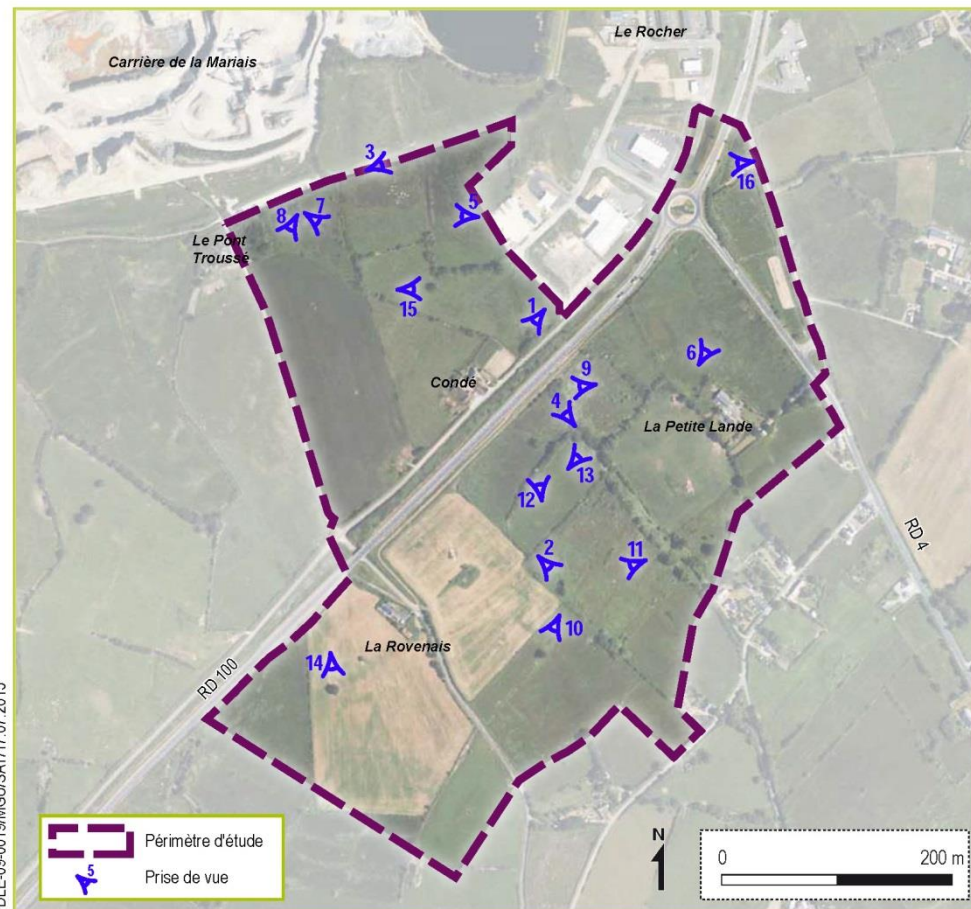 Le Rocher
Carrière de la Mariais
3
16
5
8
7
Le Pont
Troussé
15
1
6
9
Condé
4
La Petite Lande
13
12
2
11
RD 4
10
La Rovenais
14
RD 100
Périmètre d'étude
5
Prise de vue
N
0
200 m